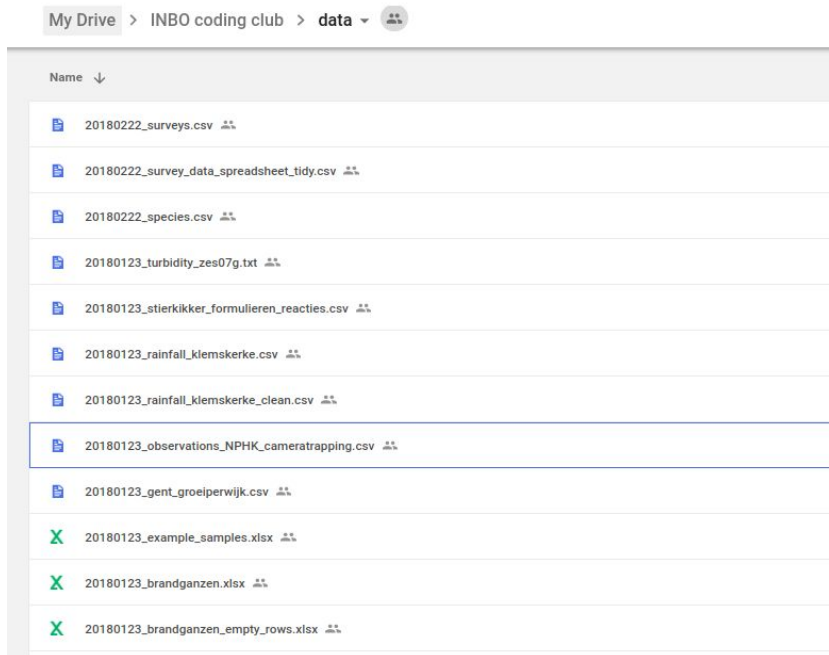 My Drive > INBO coding club > data
Name
20180222_surveys.csv
20180222_survey_data_spreadsheet_tidy.csv
20180222_species.csv
20180123_turbidity_zes07g.txt
20180123_stierkikker_formulieren_reacties.csv
20180123_rainfall_klemskerke.csv
20180123_rainfall_klemskerke_clean.csv
20180123_observations_NPHK_cameratrapping.csv
20180123_gent_groeiperwijk.csv
20180123_example_samples.xlsx
20180123_brandganzen.xlsx
20180123_brandganzen_empty_rows.xlsx